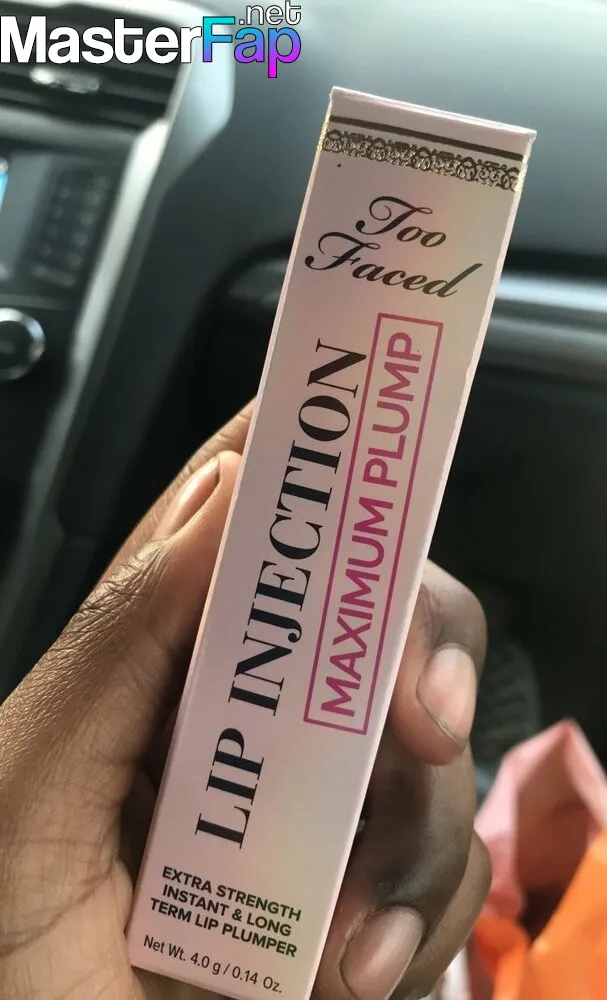 .net
MasterFap
Too
Faced
LIP INJECTION
MAXIMUM PLUMP
EXTRA STRENGTH
INSTANT & LONG
TERM LIP PLUMPER
Net Wt. 4.0 g / 0.14 Oz.